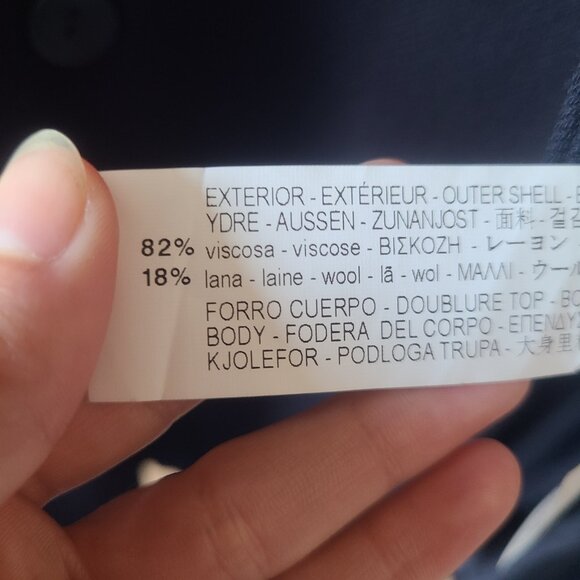 EXTERIOR - EXTÉRIEUR - OUTER SHELL -
YDRE - AUSSEN - ZUNANJOST - 面料 - 겉감
82% viscosa - viscose - ΒΙΣΚΟΖΗ - レーヨン
18% lana - laine - wool - lã - wol - ΜΑΛΛΙ - ウール
FORRO CUERPO - DOUBLURE TOP -
BODY - FODERA DEL CORPO -
KJOLEFOR - PODLOGA TRUPA - 大身里